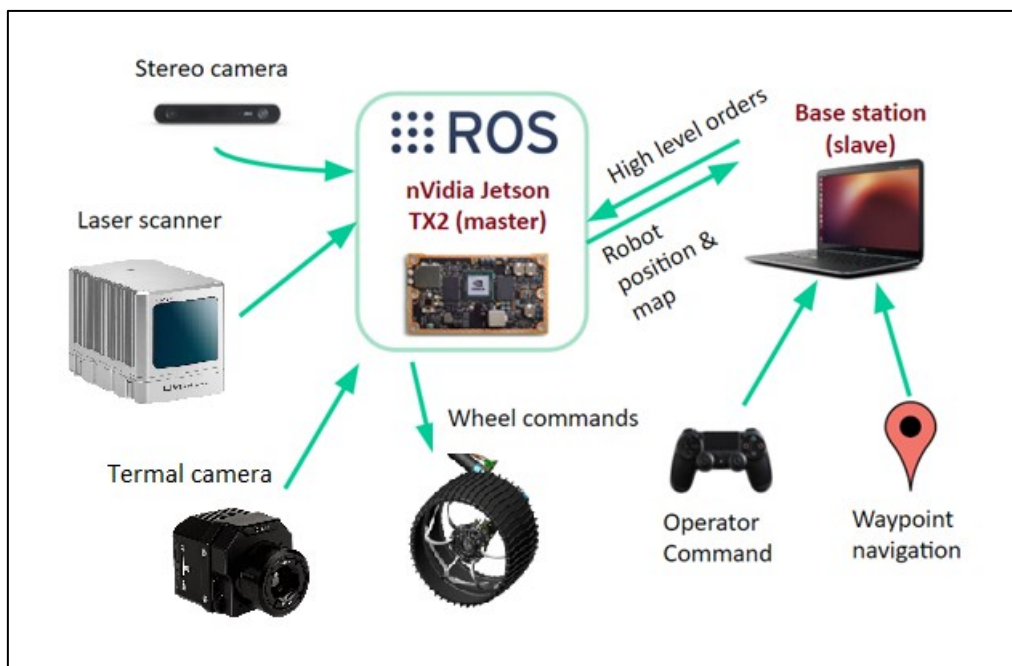 Stereo camera
ROS
nVidia Jetson
TX2 (master)
High level orders
Robot
position &
map
Base station
(slave)
Laser scanner
Wheel commands
Termal camera
Operator
Command
Waypoint
navigation